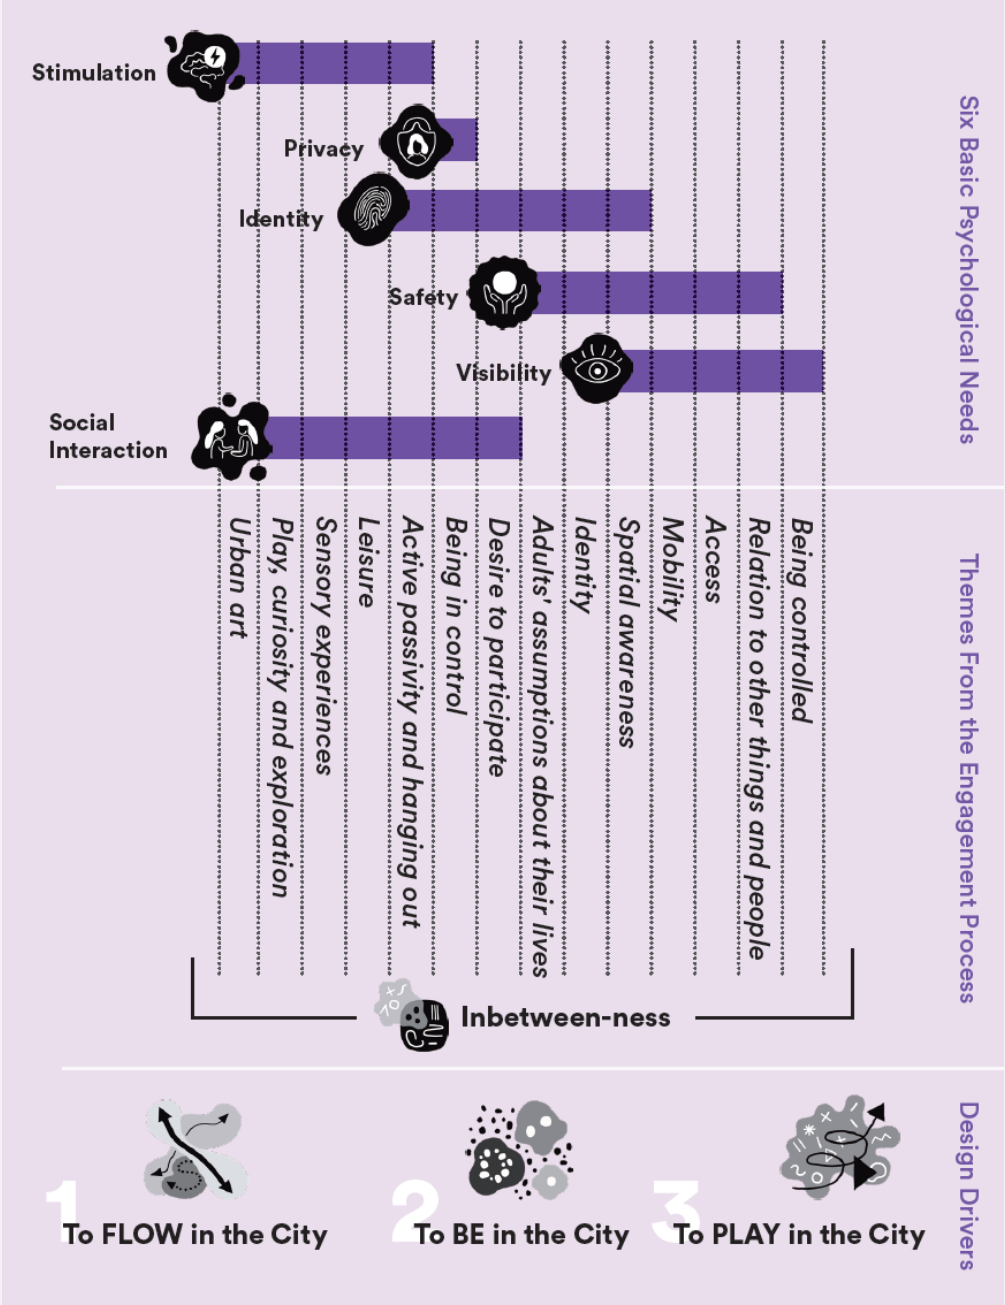 Stimulation
Privacy
Identity
Safety
Visibility
Social
Interaction
Six Basic Psychological Needs
Urban art
Play, curiosity and exploration
Sensory experiences
Leisure
Active passivity and hanging out
Being in control
Desire to participate
Adults' assumptions about their lives
Identity
Spatial awareness
Mobility
Access
Relation to other things and people
Being controlled
Themes From the Engagement Process
Inbetween-ness
1
To FLOW in the City
2
To BE in the City
3
To PLAY in the City
Design Drivers